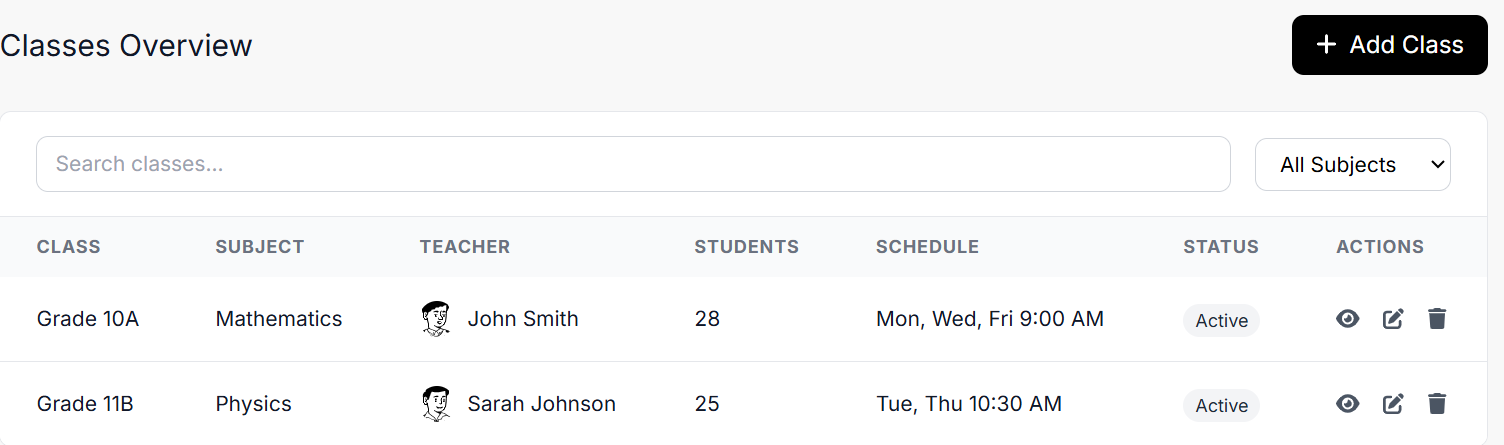 Classes Overview
+ Add Class
Search classes...
All Subjects
CLASS SUBJECT TEACHER STUDENTS SCHEDULE STATUS ACTIONS
Grade 10A Mathematics John Smith 28 Mon, Wed, Fri 9:00 AM Active
Grade 11B Physics Sarah Johnson 25 Tue, Thu 10:30 AM Active